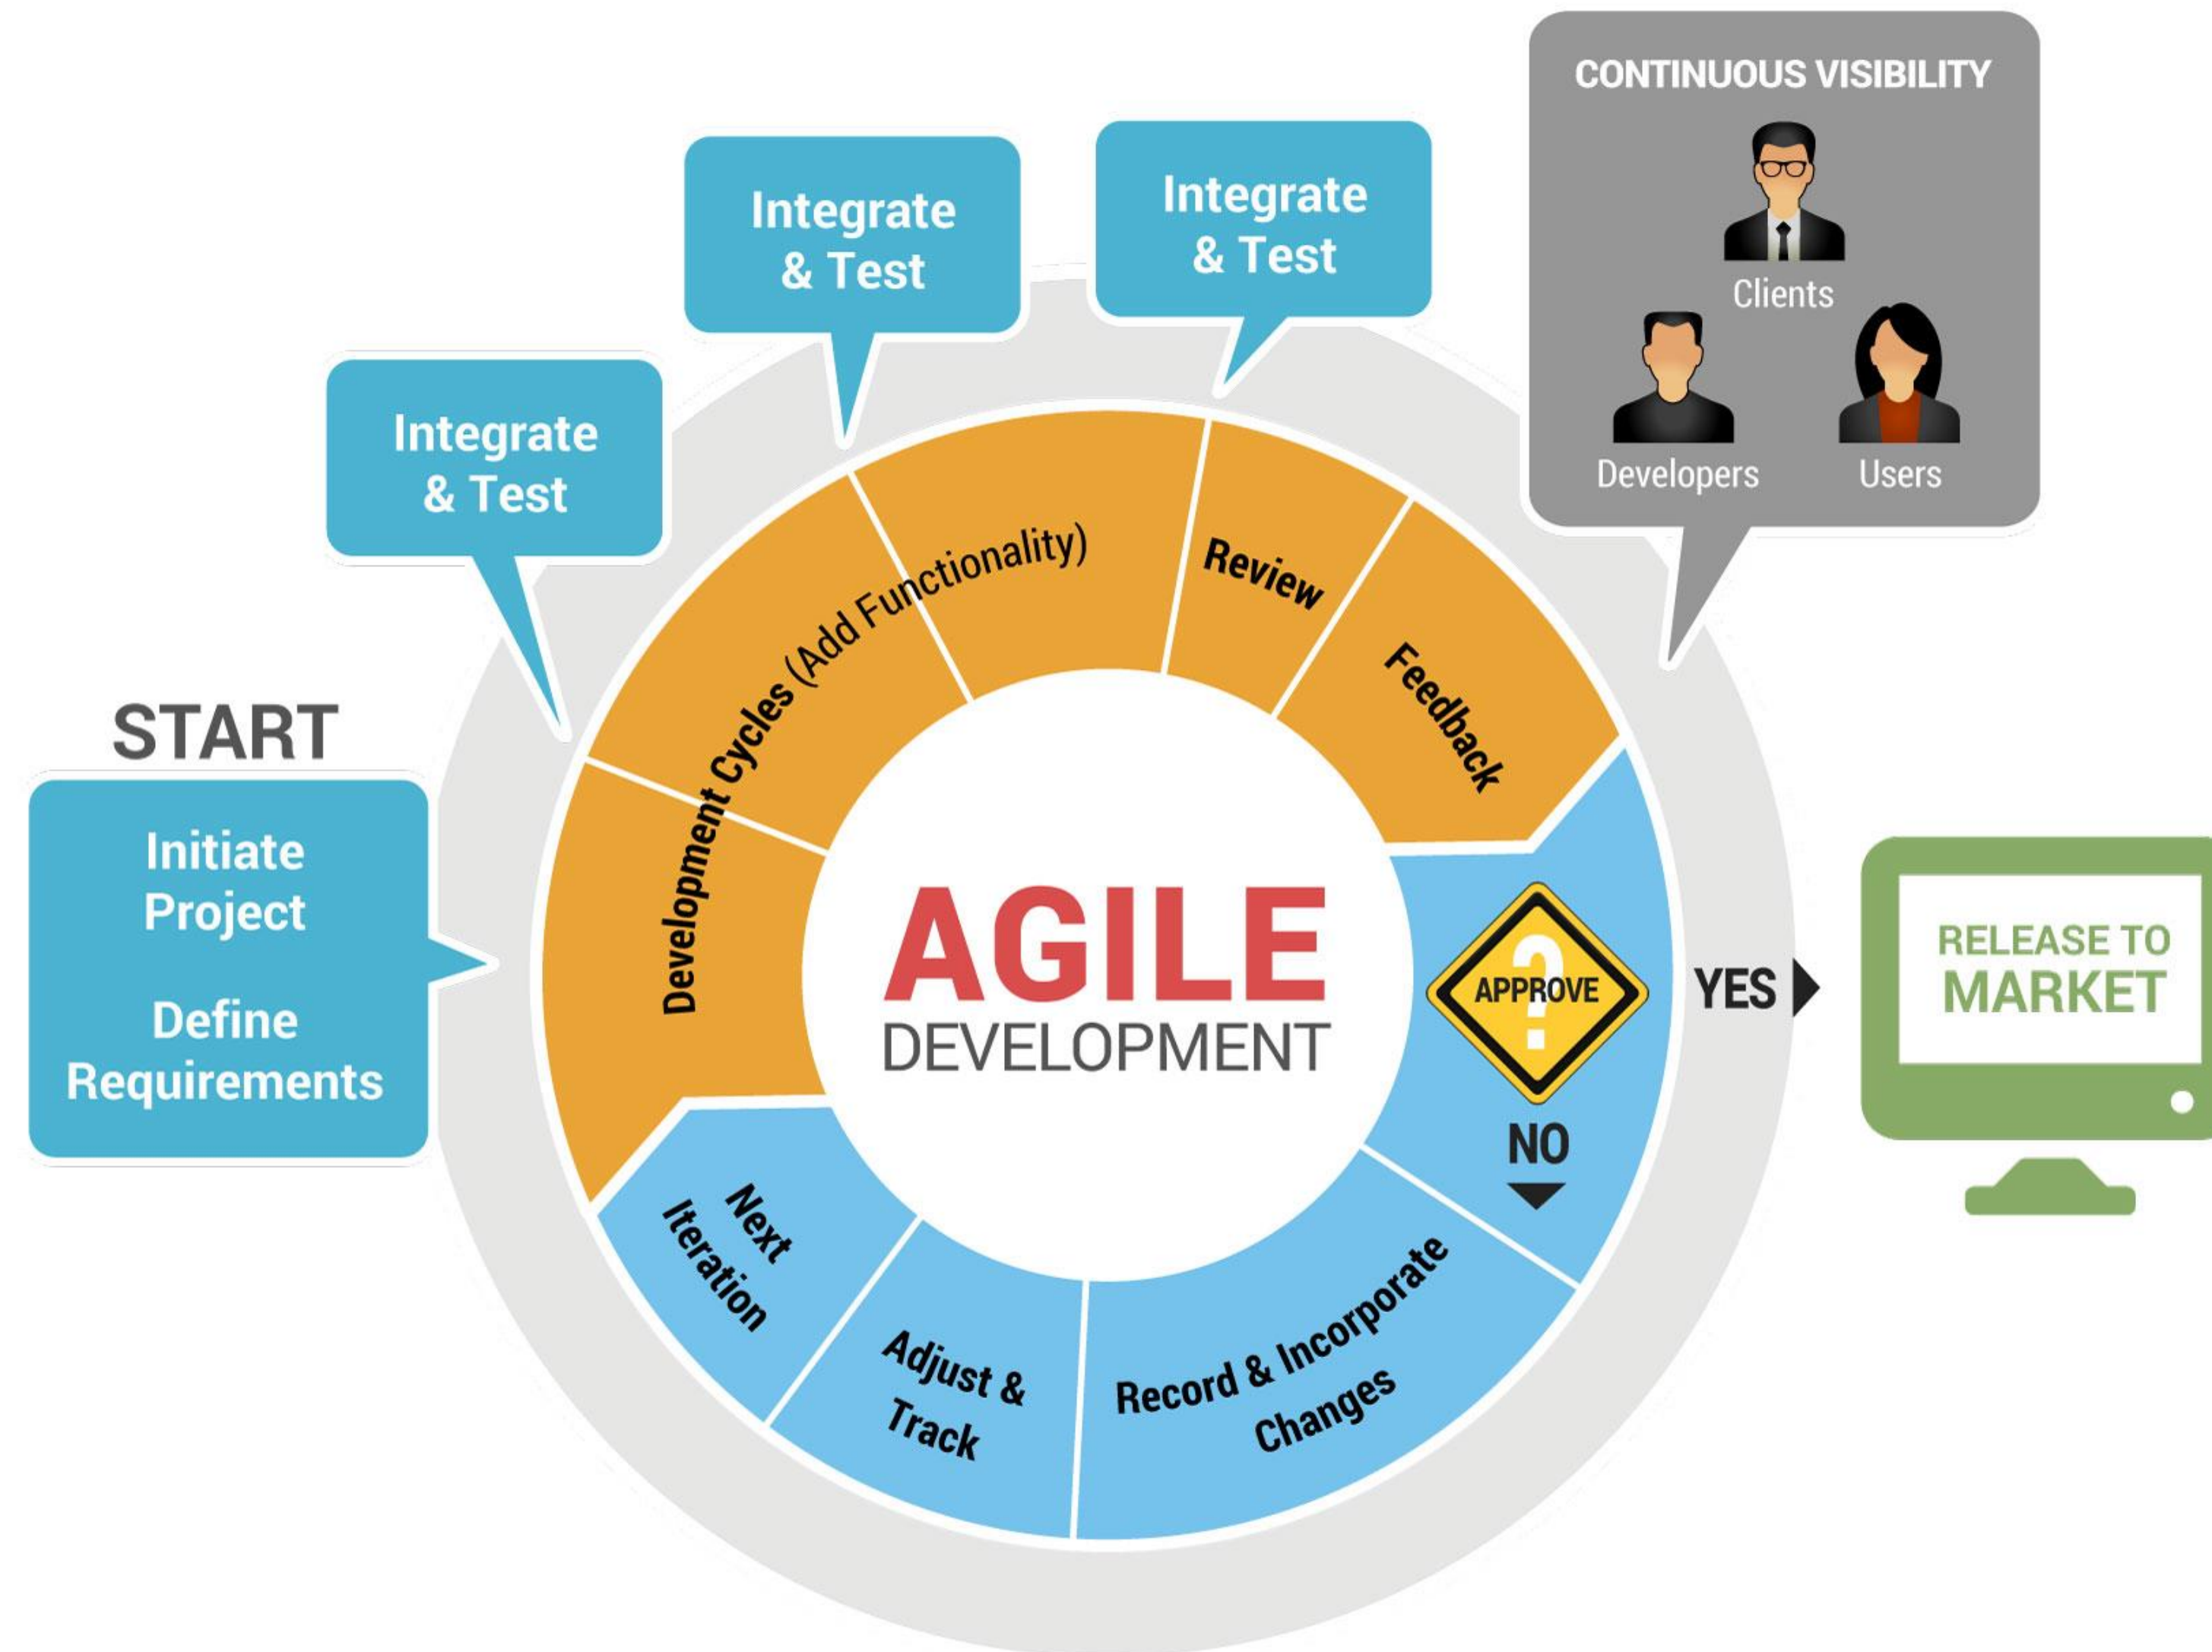 START
Initiate
Project
Define
Requirements
Integrate
& Test
Integrate
& Test
Integrate
& Test
CONTINUOUS VISIBILITY
Clients
Developers
Users
Development Cycles (Add Functionality)
Review
Feedback
?
APPROVE
YES
NO
RELEASE TO
MARKET
Record & Incorporate
Changes
Adjust &
Track
Next
Iteration
AGILE
DEVELOPMENT